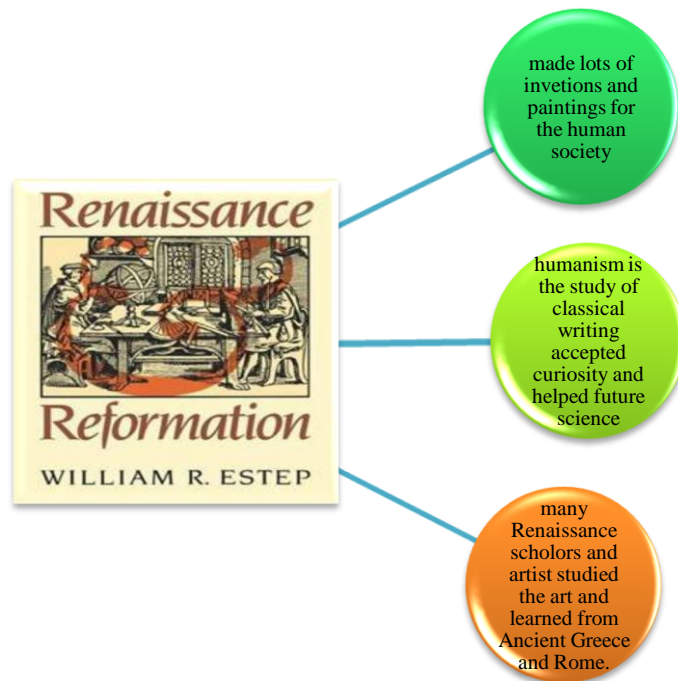 Renaissance
Reformation
WILLIAM R. ESTEP
made lots of
invetions and
paintings for
the human
society
humanism is
the study of
classical
writing
accepted
curiosity and
helped future
science
many
Renaissance
scholors and
artist studied
the art and
learned from
Ancient Greece
and Rome.